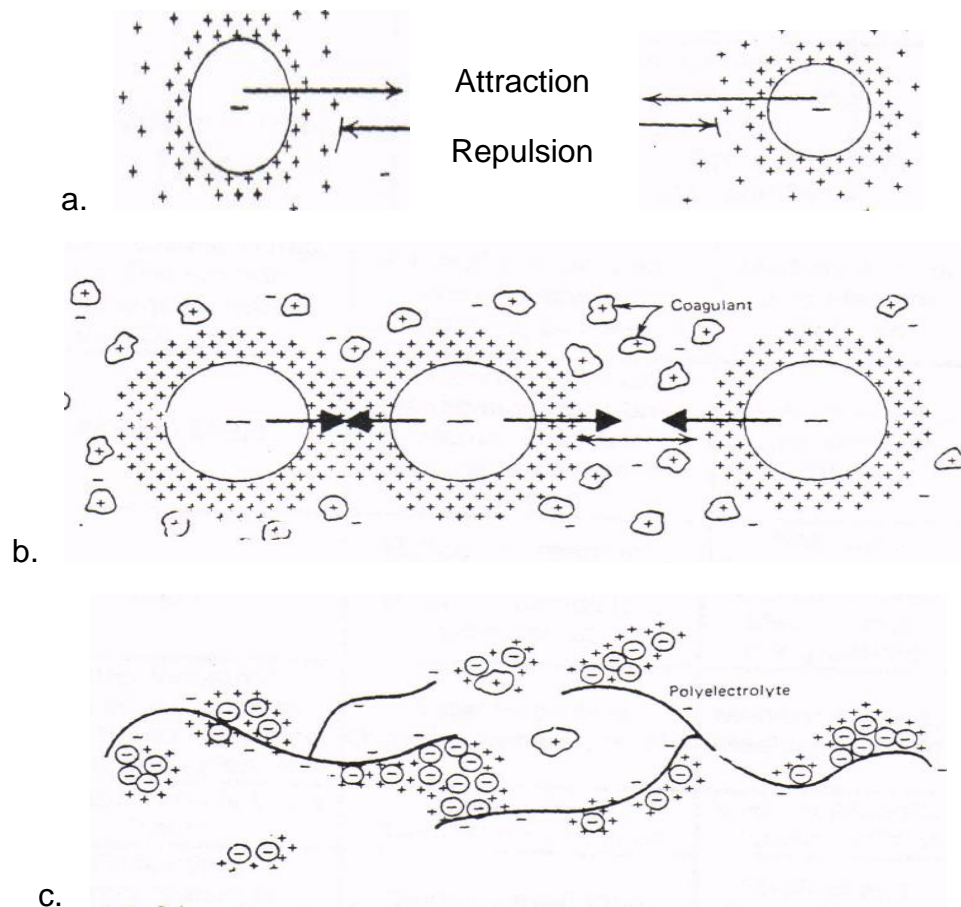 Attraction
Repulsion
a.
Coagulant
b.
Polyelectrolyte
c.